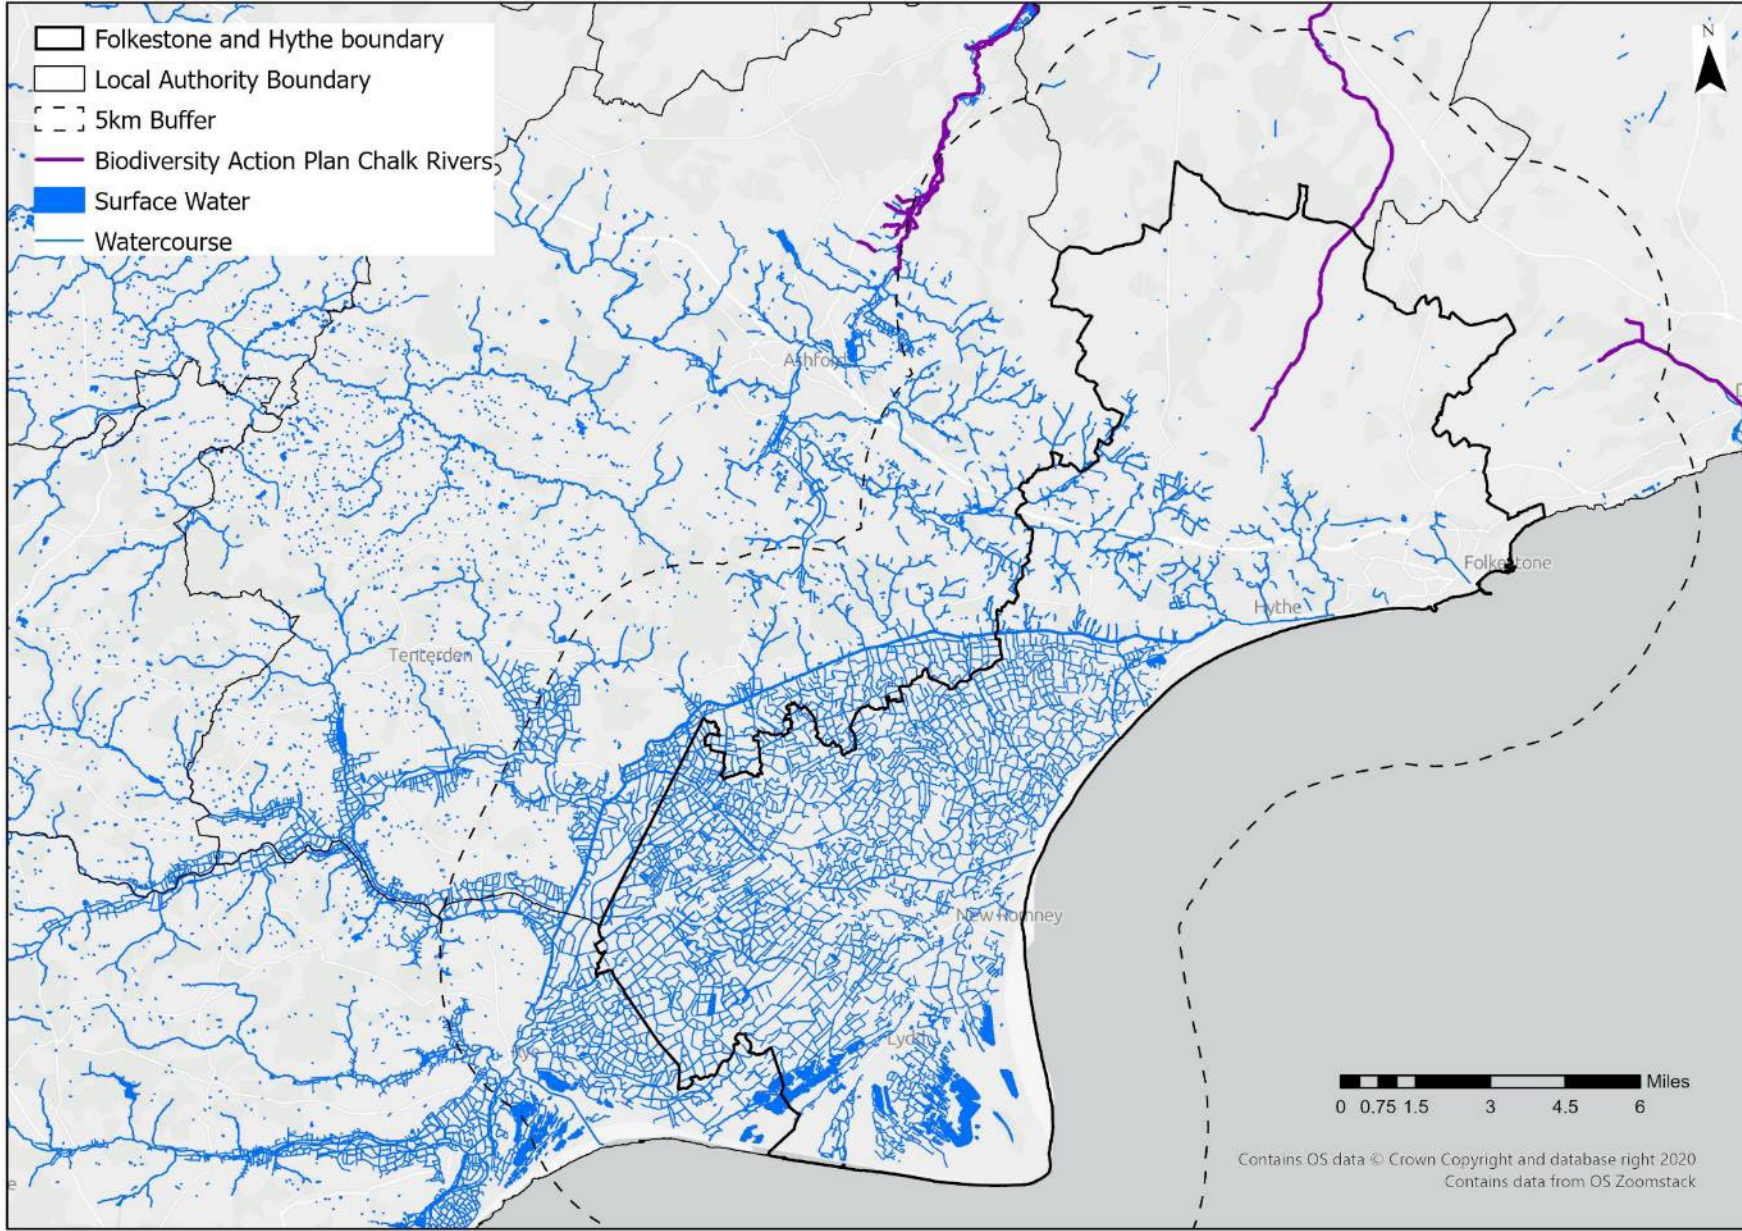 Folkestone and Hythe boundary
Local Authority Boundary
5km Buffer
Biodiversity Action Plan Chalk Rivers
Surface Water
Watercourse
N
Ashford
Folkestone
Hythe
Tenterden
New Romney
Lydd
Rye
Miles
0 0.75 1.5 3 4.5 6
Contains OS data © Crown Copyright and database right 2020
Contains data from OS Zoomstack